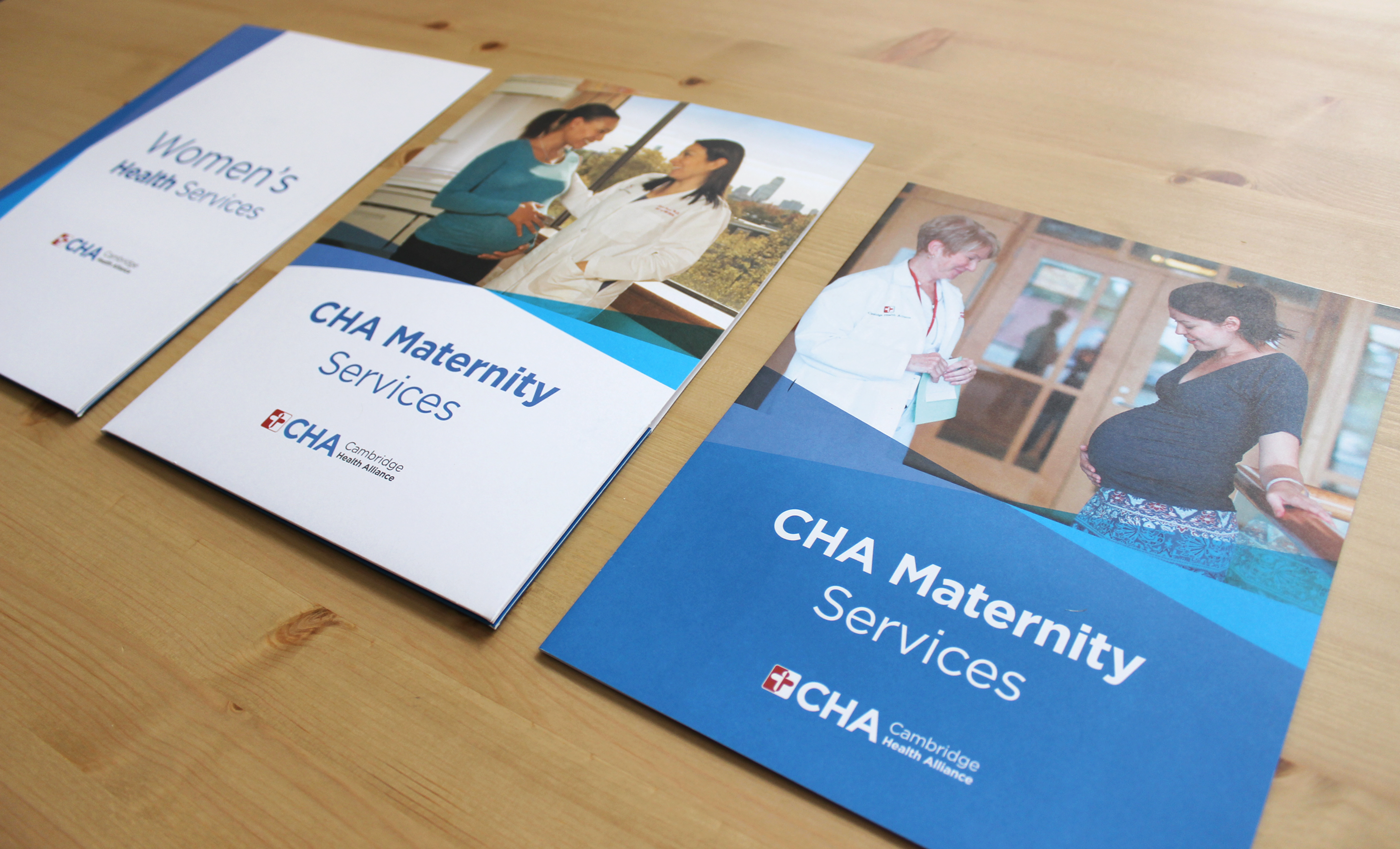 Women's
Health Services
CHA Cambridge
Health Alliance
CHA Maternity
Services
CHA Cambridge
Health Alliance
CHA Maternity
Services
CHA Cambridge
Health Alliance